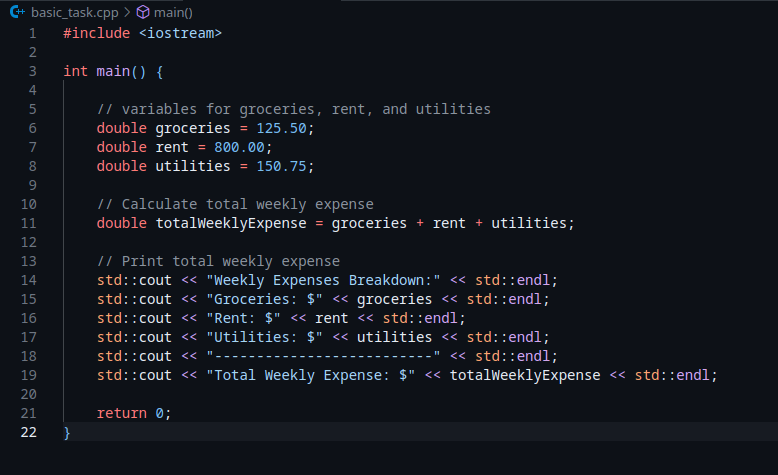 basic_task.cpp > main()
1 #include <iostream>
2
3 int main() {
4
5     // variables for groceries, rent, and utilities
6     double groceries = 125.50;
7     double rent = 800.00;
8     double utilities = 150.75;
9
10     // Calculate total weekly expense
11     double totalWeeklyExpense = groceries + rent + utilities;
12
13     // Print total weekly expense
14     std::cout << "Weekly Expenses Breakdown:" << std::endl;
15     std::cout << "Groceries: $" << groceries << std::endl;
16     std::cout << "Rent: $" << rent << std::endl;
17     std::cout << "Utilities: $" << utilities << std::endl;
18     std::cout << "--------------------------" << std::endl;
19     std::cout << "Total Weekly Expense: $" << totalWeeklyExpense << std::endl;
20
21     return 0;
22 }